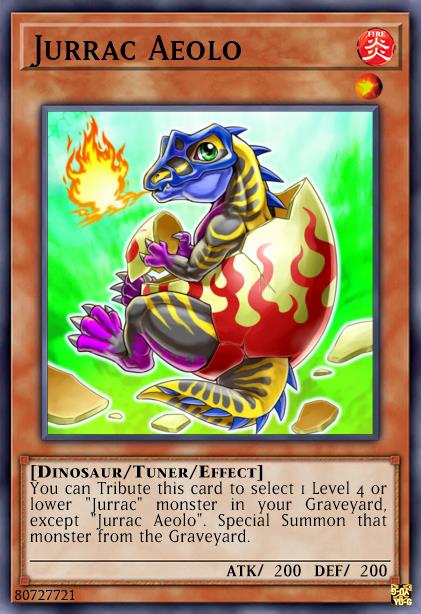 Jurrac Aeolo
FIRE
炎
[Dinosaur/Tuner/Effect]
You can Tribute this card to select 1 Level 4 or
lower "Jurrac" monster in your Graveyard,
except "Jurrac Aeolo". Special Summon that
monster from the Graveyard.
ATK/ 200 DEF/ 200
80727721